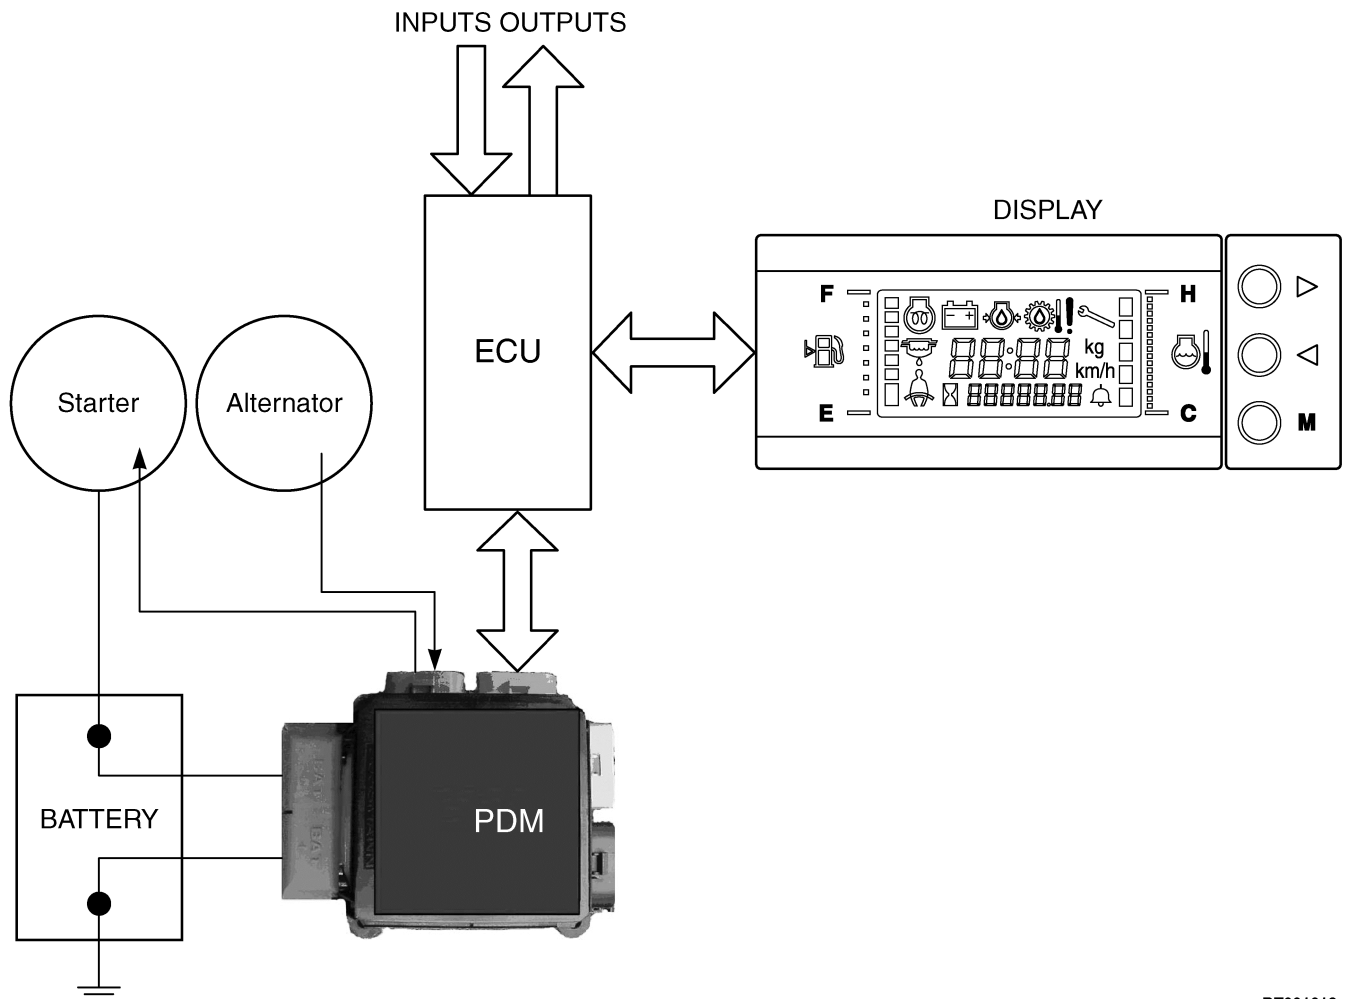 INPUTS OUTPUTS
DISPLAY
F
H
ECU
kg
km/h
Starter
Alternator
E
C
M
BATTERY
PDM